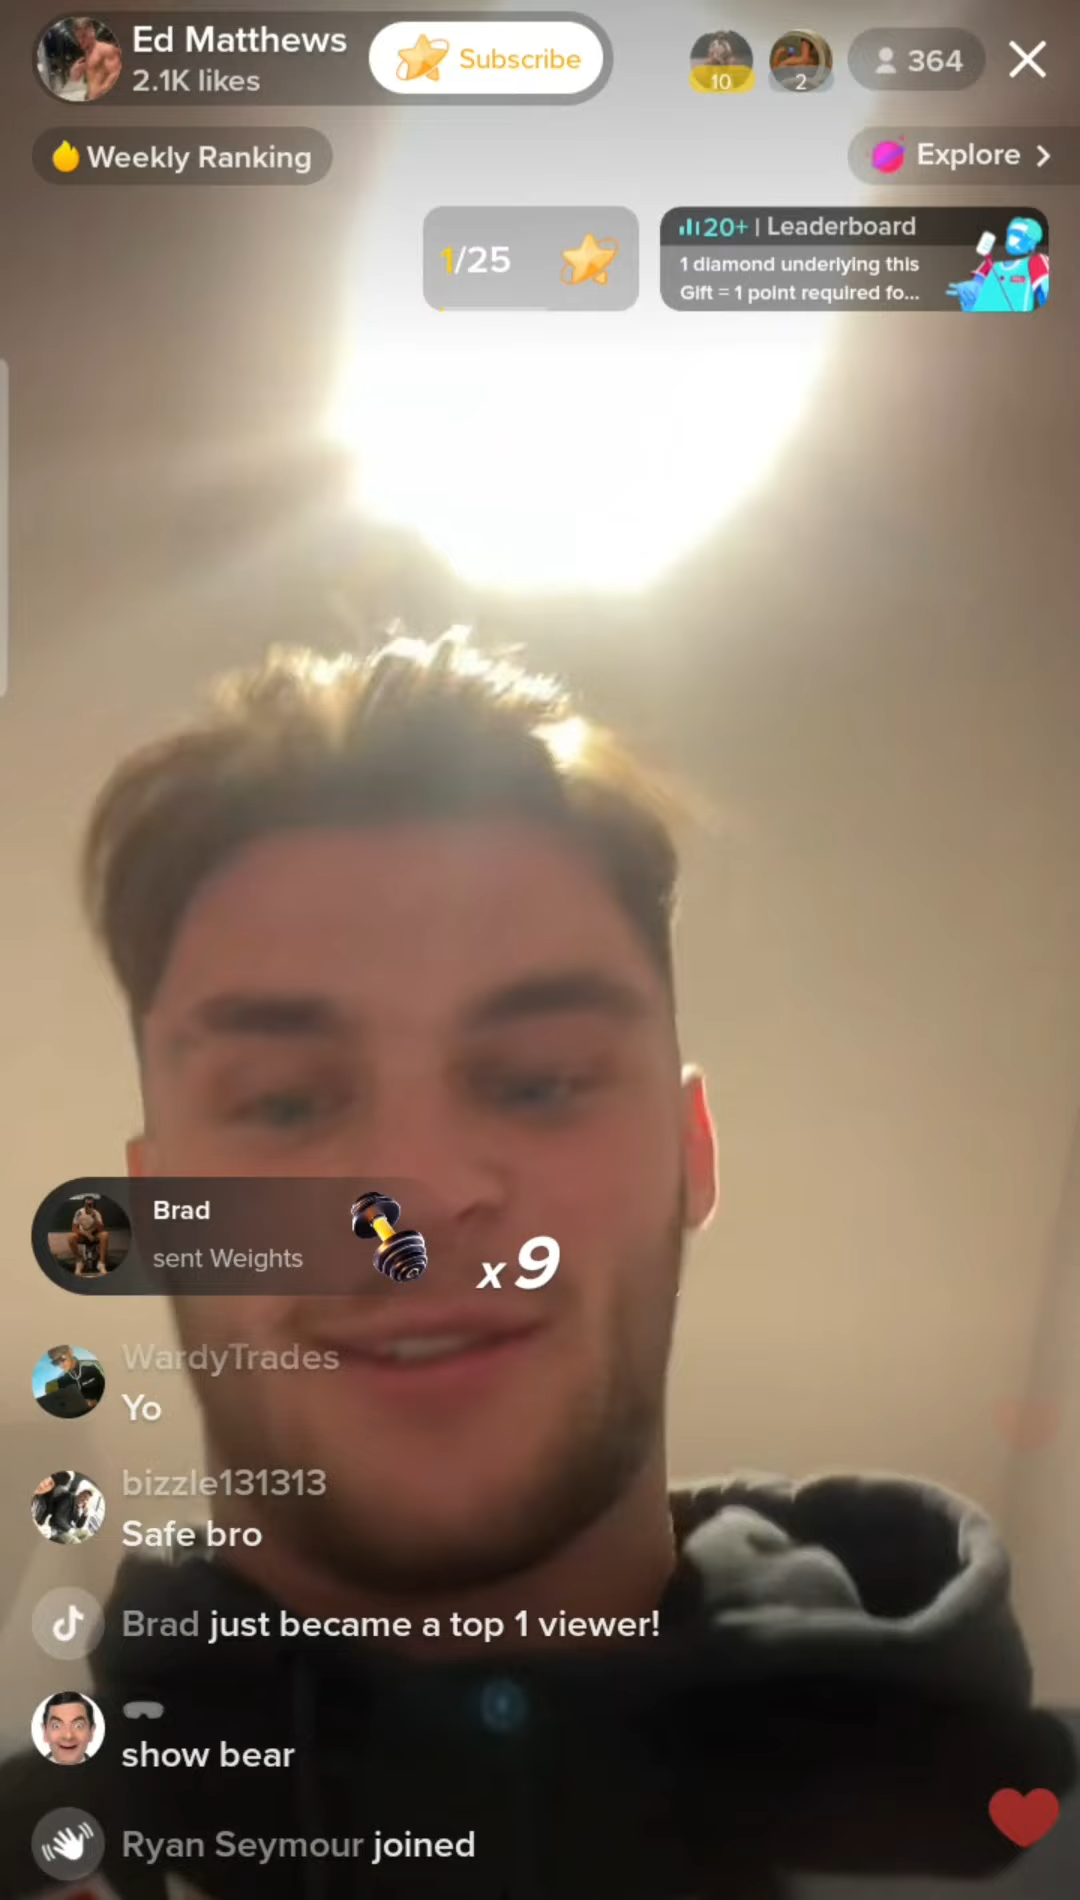 Ed Matthews
2.1K likes
Subscribe
10
2
364
Weekly Ranking
Explore
1/25
20+ | Leaderboard
1 diamond underlying this
Gift = 1 point required fo...
Brad
sent Weights
x9
WardyTrades
Yo
bizzle131313
Safe bro
Brad just became a top 1 viewer!
show bear
Ryan Seymour joined